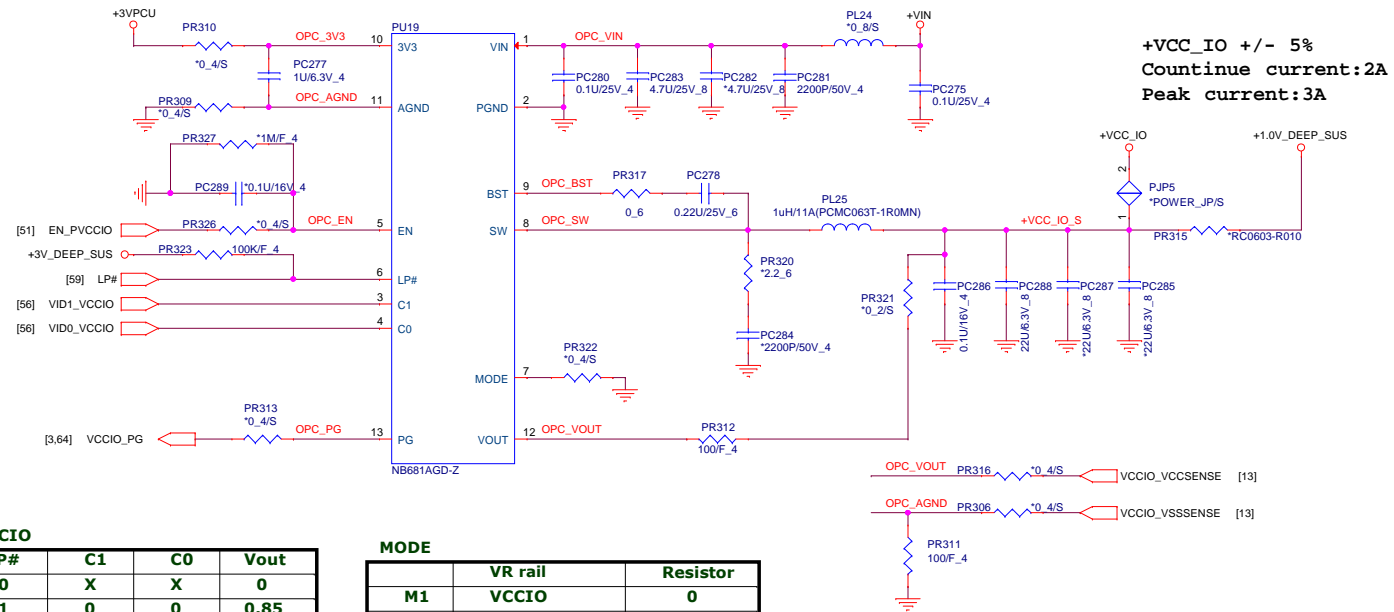 +3VPCU
PR310
*0_4/S
OPC_3V3
PC277
1U/6.3V_4
OPC_AGND
PR309
*0_4/S
PR327
*1M/F_4
PC289
*0.1U/16V_4
[51] EN_PVCCIO
PR326
*0_4/S
OPC_EN
+3V_DEEP_SUS
PR323
100K/F_4
[59] LP#
[56] VID1_VCCIO
[56] VID0_VCCIO
[3,64] VCCIO_PG
PR313
*0_4/S
OPC_PG
PU19
10 3V3
11 AGND
5 EN
6 LP#
3 C1
4 C0
13 PG
VIN 1
PGND 2
BST 9
SW 8
MODE 7
VOUT 12
NB681AGD-Z
OPC_VIN
PL24
*0_8/S
+VIN
PC280
0.1U/25V_4
PC283
4.7U/25V_8
PC282
*4.7U/25V_8
PC281
2200P/50V_4
PC275
0.1U/25V_4
+VCC_IO +/- 5%
Countinue current:2A
Peak current:3A
OPC_BST
PR317
0_6
PC278
0.22U/25V_6
OPC_SW
PL25
1uH/11A(PCMC063T-1R0MN)
PR320
*2.2_6
PC284
*2200P/50V_4
PR322
*0_4/S
OPC_VOUT
PR312
100/F_4
PR321
*0_2/S
+VCC_IO_S
PC286
0.1U/16V_4
PC288
22U/6.3V_8
PC287
*22U/6.3V_8
PC285
*22U/6.3V_8
+VCC_IO
2
PJP5
*POWER_JP/S
1
+1.0V_DEEP_SUS
PR315
*RC0603-R010
OPC_VOUT
PR316
*0_4/S
VCCIO_VCCSENSE [13]
OPC_AGND
PR306
*0_4/S
VCCIO_VSSSENSE [13]
PR311
100/F_4
CIO
P# C1 C0 Vout
0 X X 0
1 0 0 0.85
MODE
VR rail Resistor
M1 VCCIO 0